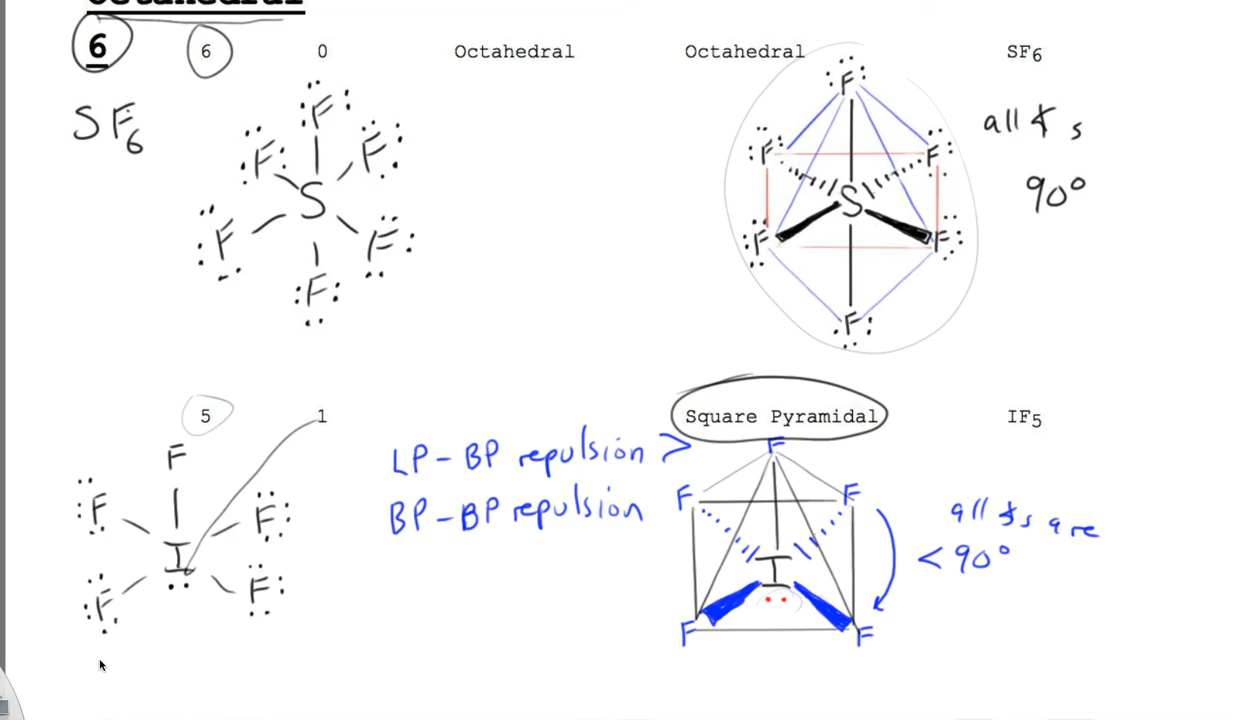 Octahedral
6 6 0 Octahedral Octahedral SF6
SF6
F
F F
S
F F
F
F
F F
S
F F
F
all ∡s
90°
5 1 Square Pyramidal IF5
F
F F
I
F F
LP-BP repulsion >
BP-BP repulsion
F
F F
I
F F
all ∡s are
< 90°